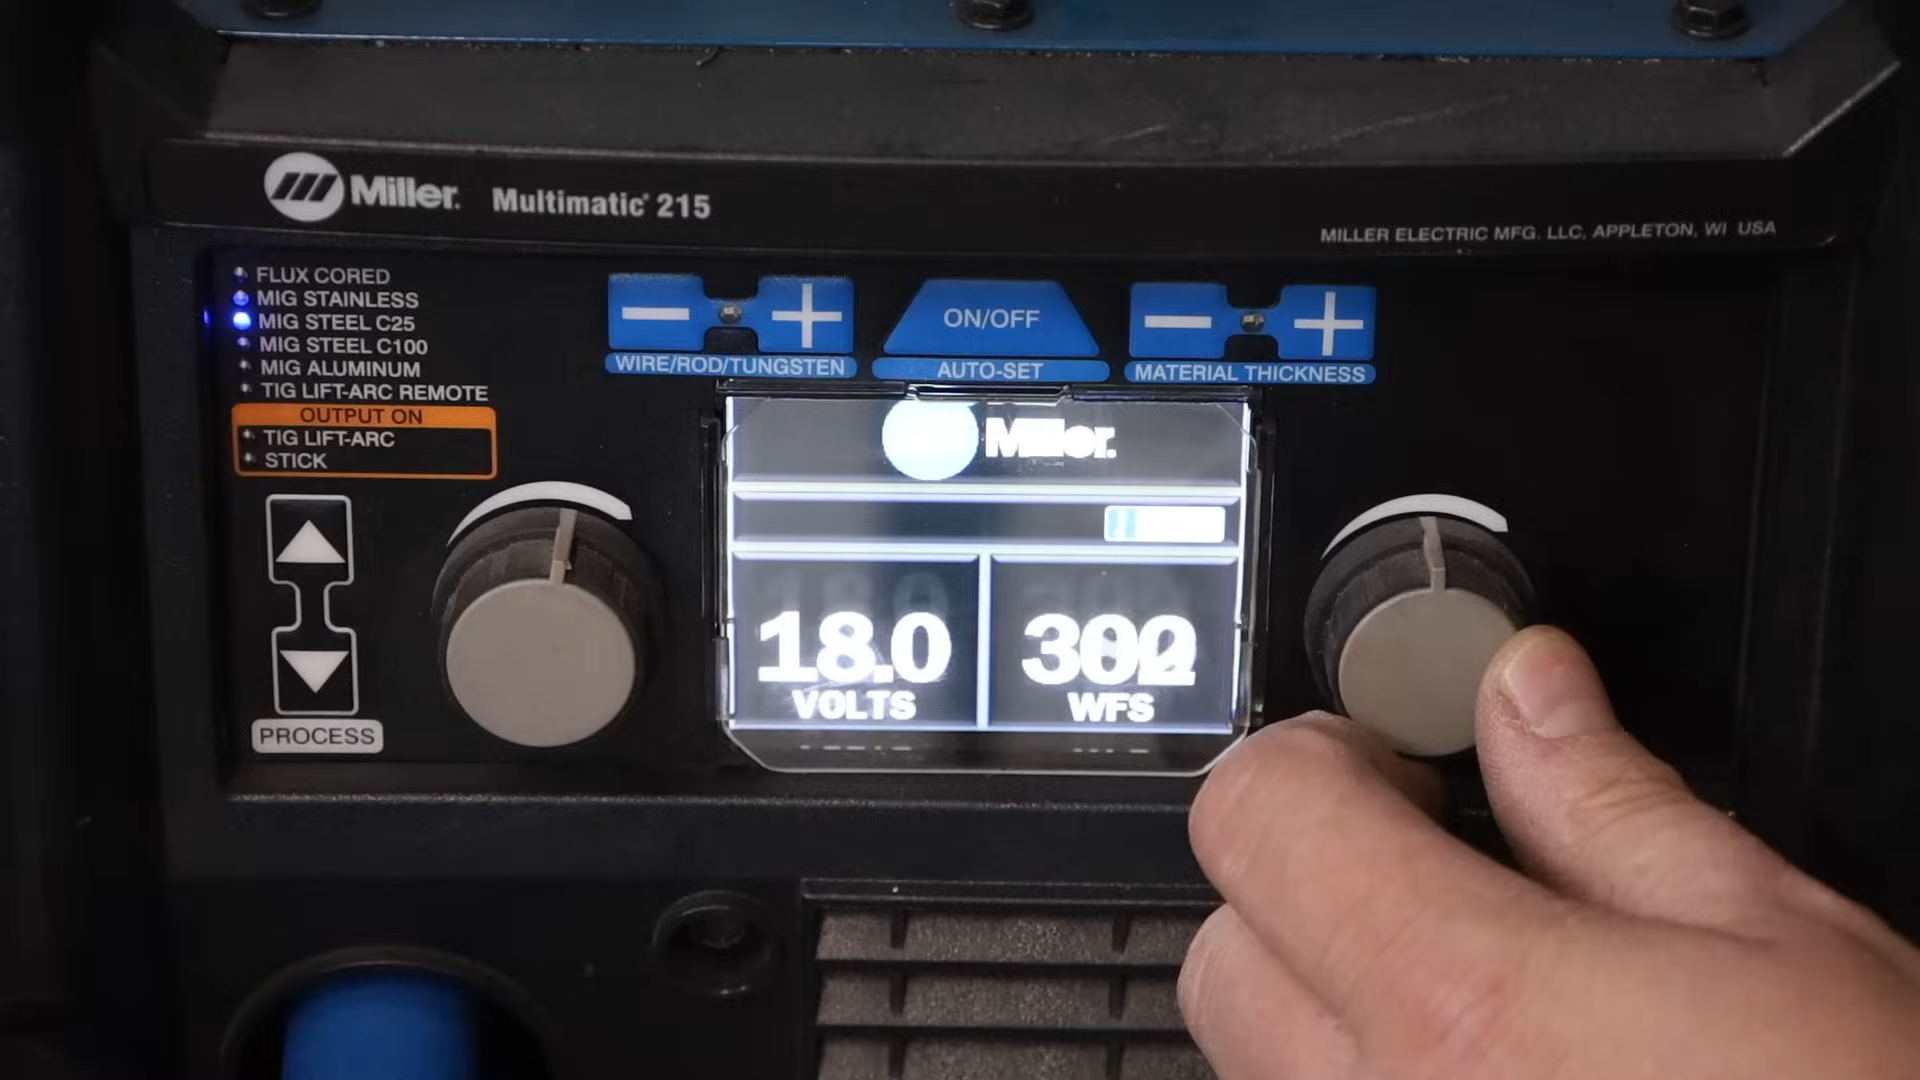 Miller. Multimatic® 215
MILLER ELECTRIC MFG. LLC, APPLETON, WI USA
FLUX CORED
MIG STAINLESS
MIG STEEL C25
MIG STEEL C100
MIG ALUMINUM
TIG LIFT-ARC REMOTE
OUTPUT ON
TIG LIFT-ARC
STICK
PROCESS
WIRE/ROD/TUNGSTEN
ON/OFF
AUTO-SET
MATERIAL THICKNESS
Miller.
18.0
VOLTS
WFS